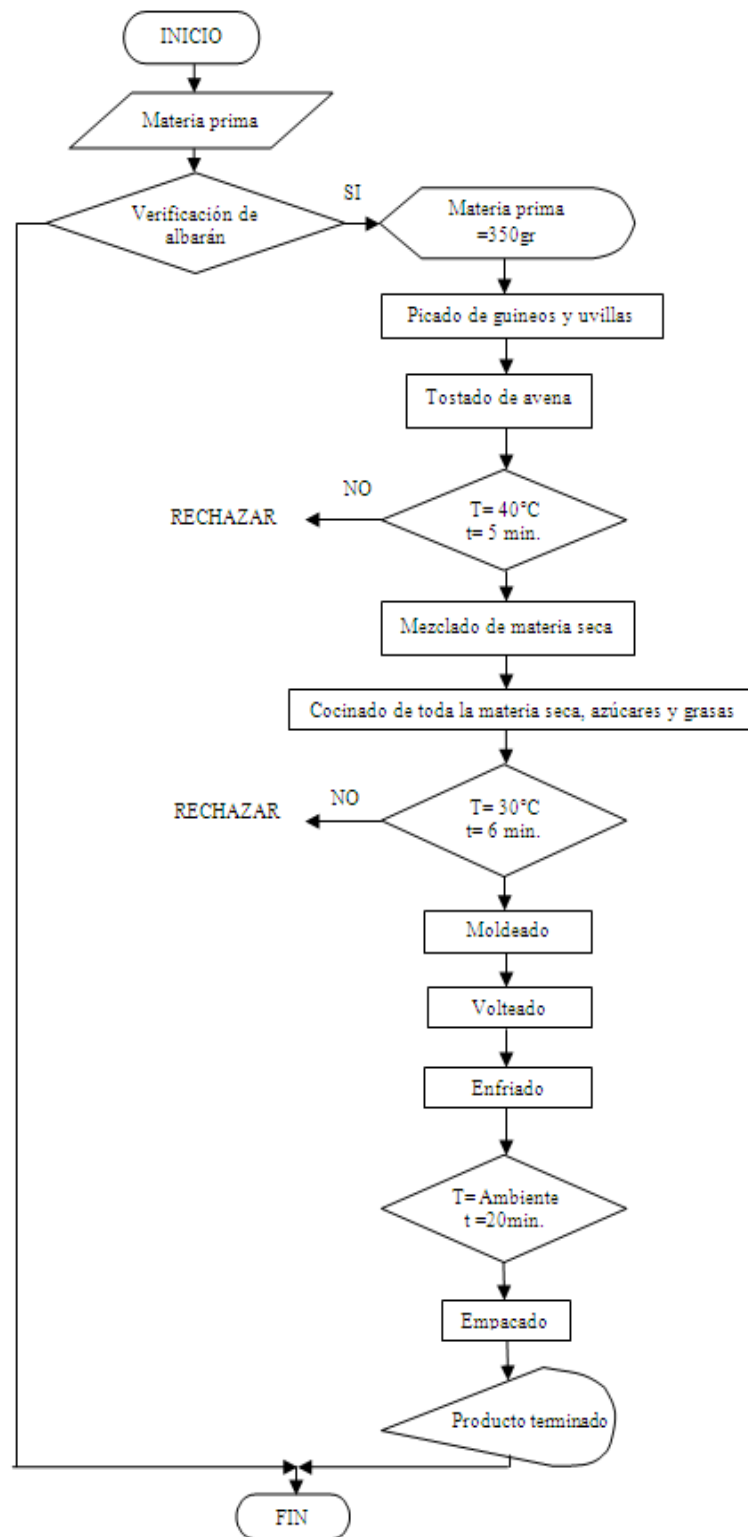 INICIO
Materia prima
Verificación de
albarán
SI
Materia prima
=350gr
Picado de guineos y uvillas
Tostado de avena
T= 40°C
t= 5 min.
NO
RECHAZAR
Mezclado de materia seca
Cocinado de toda la materia seca, azúcares y grasas
T= 30°C
t= 6 min.
NO
RECHAZAR
Moldeado
Volteado
Enfriado
T= Ambiente
t =20min.
Empacado
Producto terminado
FIN